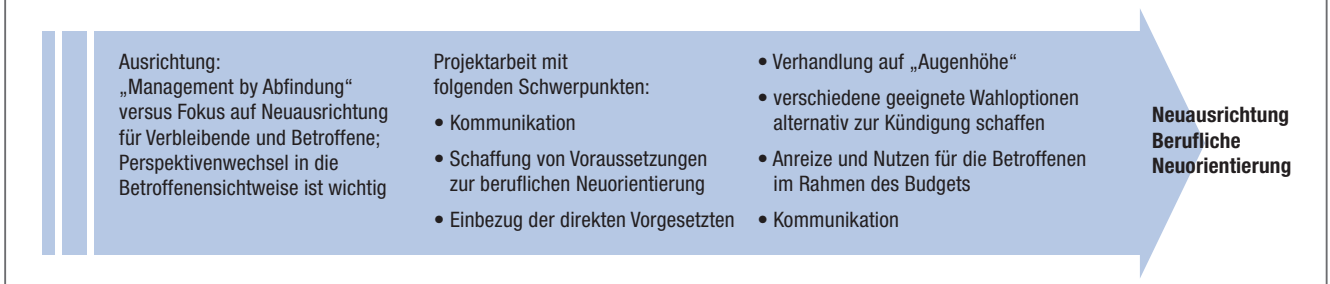 Ausrichtung:
„Management by Abfindung“
versus Fokus auf Neuausrichtung
für Verbleibende und Betroffene;
Perspektivenwechsel in die
Betroffenensichtweise ist wichtig
Projektarbeit mit
folgenden Schwerpunkten:
• Kommunikation
• Schaffung von Voraussetzungen
zur beruflichen Neuorientierung
• Einbezug der direkten Vorgesetzten
• Verhandlung auf „Augenhöhe“
• verschiedene geeignete Wahloptionen
alternativ zur Kündigung schaffen
• Anreize und Nutzen für die Betroffenen
im Rahmen des Budgets
• Kommunikation
Neuausrichtung
Berufliche
Neuorientierung